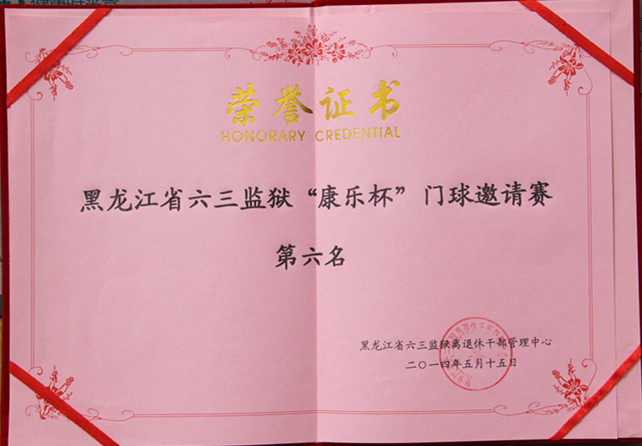 荣誉证书
HONORARY CREDENTIAL
黑龙江省六三监狱“康乐杯”门球邀请赛
第六名
黑龙江省六三监狱离退休干部管理中心
二〇一四年五月十五日